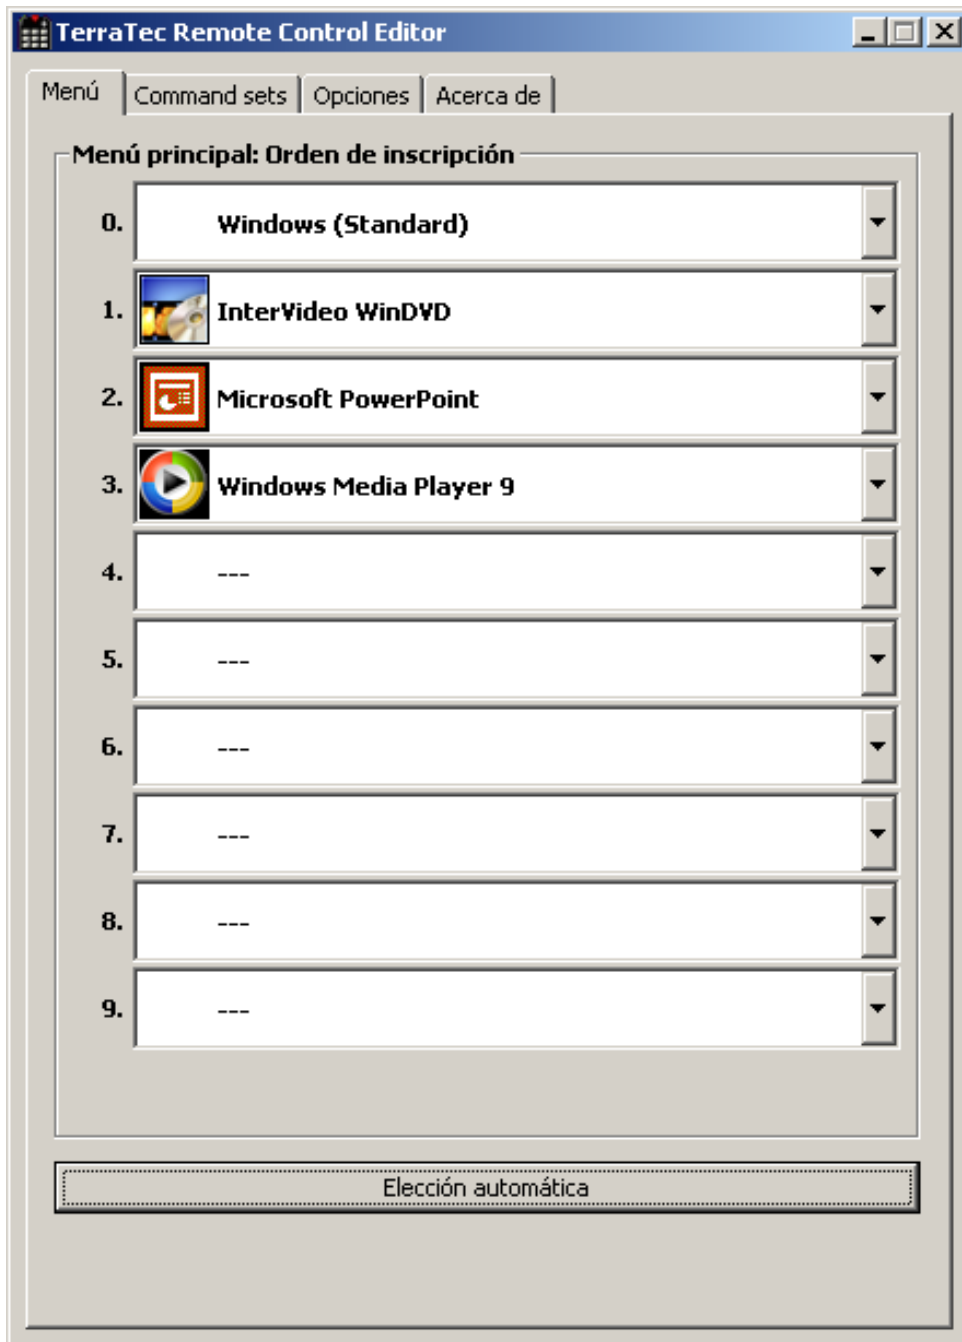 TerraTec Remote Control Editor
Menú Command sets Opciones Acerca de
Menú principal: Orden de inscripción
0. Windows (Standard)
1. InterVideo WinDVD
2. Microsoft PowerPoint
3. Windows Media Player 9
4. ---
5. ---
6. ---
7. ---
8. ---
9. ---
Elección automática